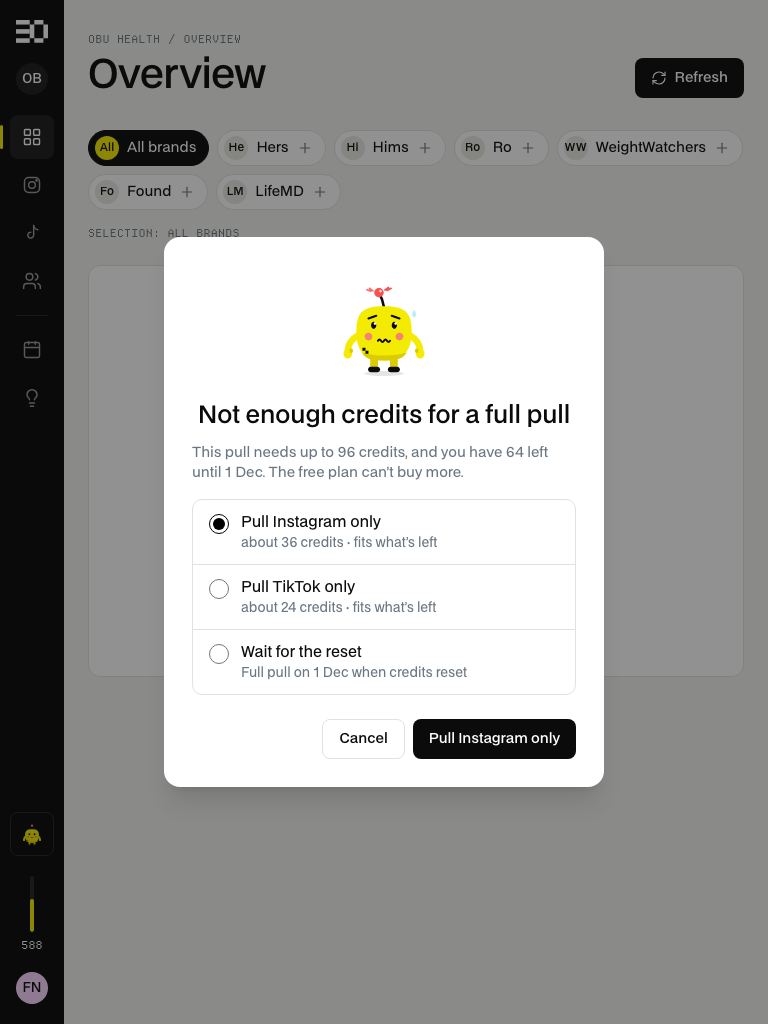 OB
OBU HEALTH / OVERVIEW
Overview
Refresh
All All brands
He Hers +
Hi Hims +
Ro Ro +
WW WeightWatchers +
Fo Found +
LM LifeMD +
SELECTION: ALL BRANDS
Not enough credits for a full pull
This pull needs up to 96 credits, and you have 64 left
until 1 Dec. The free plan can't buy more.
Pull Instagram only
about 36 credits · fits what's left
Pull TikTok only
about 24 credits · fits what's left
Wait for the reset
Full pull on 1 Dec when credits reset
Cancel
Pull Instagram only
588
FN